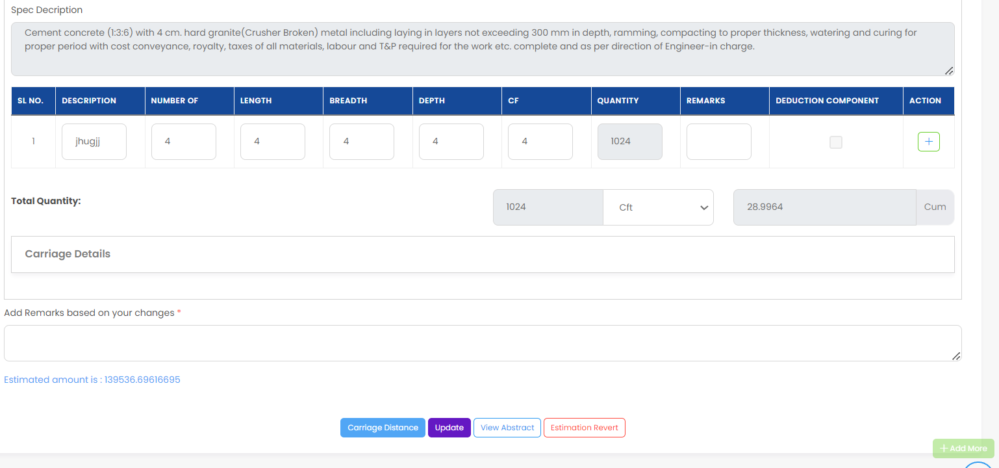 Spec Decription
Cement concrete (1:3:6) with 4 cm. hard granite(Crusher Broken) metal including laying in layers not exceeding 300 mm in depth, ramming, compacting to proper thickness, watering and curing for
proper period with cost conveyance, royalty, taxes of all materials, labour and T&P required for the work etc. complete and as per direction of Engineer-in charge.
SL NO. DESCRIPTION NUMBER OF LENGTH BREADTH DEPTH CF QUANTITY REMARKS DEDUCTION COMPONENT ACTION
1 jhugjj 4 4 4 4 4 1024 +
Total Quantity: 1024 Cft 28.9964 Cum
Carriage Details
Add Remarks based on your changes *
Estimated amount is : 139536.69616695
Carriage Distance Update View Abstract Estimation Revert
+ Add More